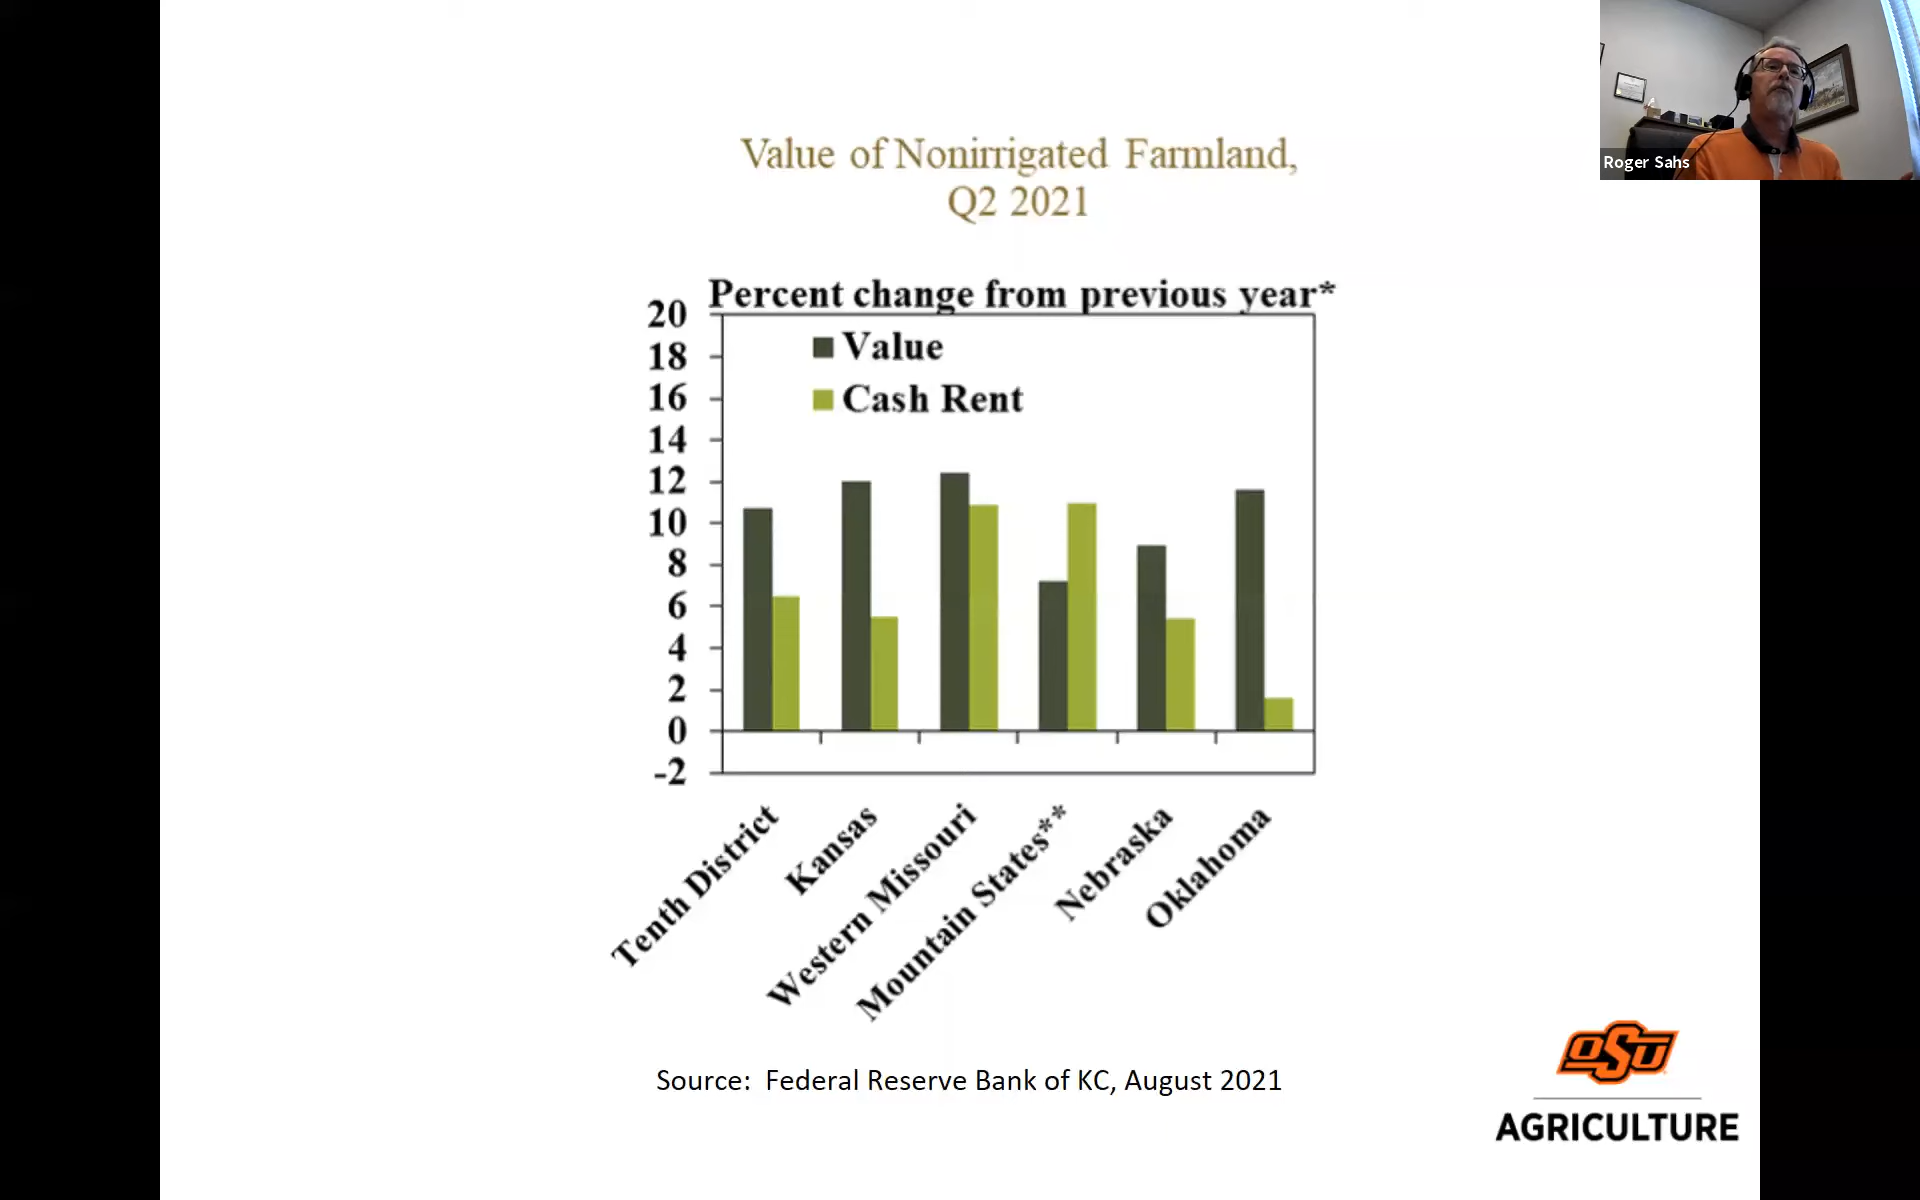 Roger Sahs
Value of Nonirrigated Farmland,
Q2 2021
Percent change from previous year*
20
18
16
14
12
10
8
6
4
2
0
-2
Value
Cash Rent
Tenth District
Kansas
Western Missouri
Mountain States**
Nebraska
Oklahoma
Source: Federal Reserve Bank of KC, August 2021
OSU
AGRICULTURE